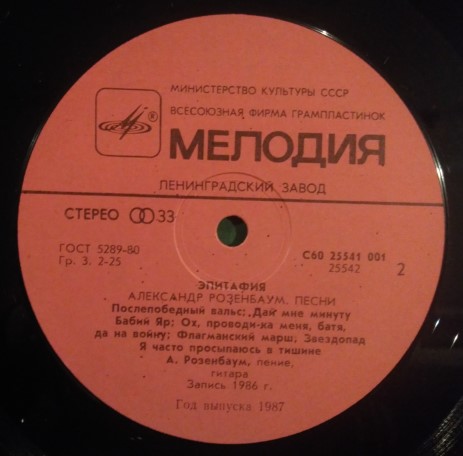 МИНИСТЕРСТВО КУЛЬТУРЫ СССР
ВСЕСОЮЗНАЯ ФИРМА ГРАМПЛАСТИНОК
®
МЕЛОДИЯ
ЛЕНИНГРАДСКИЙ ЗАВОД
СТЕРЕО 33
ГОСТ 5289-80
Гр. 3. 2-25
С60 25541 001
25542
2
ЭПИТАФИЯ
АЛЕКСАНДР РОЗЕНБАУМ. ПЕСНИ
Послепобедный вальс; Дай мне минуту
Бабий Яр; Ох, проводи-ка меня, батя,
да на войну; Флагманский марш; Звездопад
Я часто просыпаюсь в тишине
А. Розенбаум, пение,
гитара
Запись 1986 г.
Год выпуска 1987